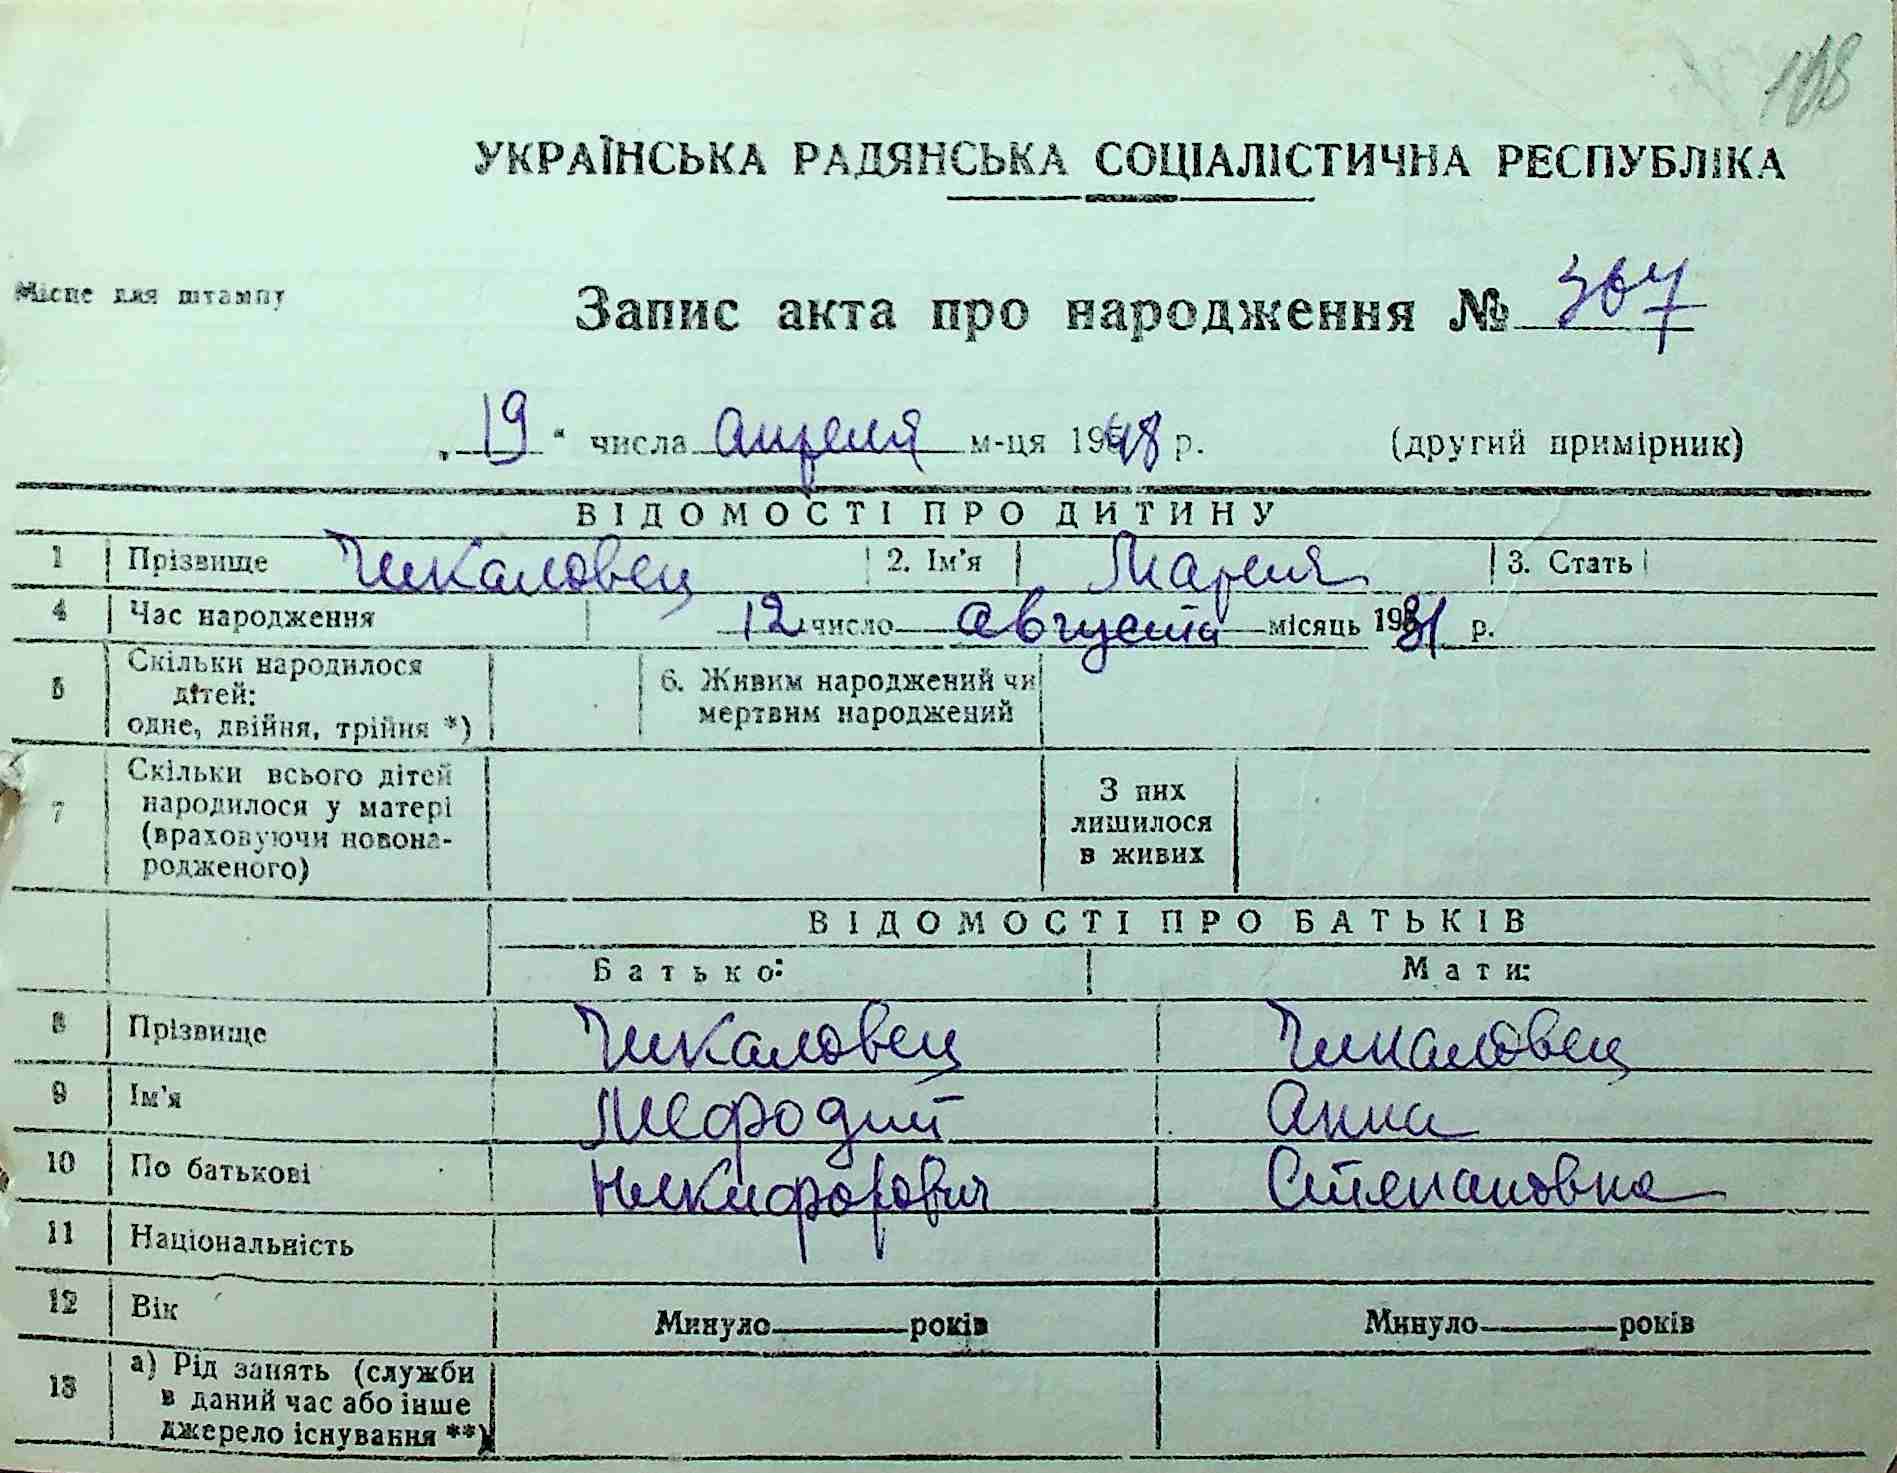 168
УКРАЇНСЬКА РАДЯНСЬКА СОЦІАЛІСТИЧНА РЕСПУБЛІКА
Місце для штампу
Запис акта про народження № 367
„ 19 “ числа апреля м-ця 1948 р. (другий примірник)
ВІДОМОСТІ ПРО ДИТИНУ
1 Прізвище Чикаловец 2. Ім'я Мария 3. Стать
4 Час народження 12 число августа місяць 1931 р.
5 Скільки народилося дітей: одне, двійня, трійня *) 6. Живим народжений чи мертвим народжений
7 Скільки всього дітей народилося у матері (враховуючи новона-родженого) З них лишилося в живих
ВІДОМОСТІ ПРО БАТЬКІВ
Батько: Мати:
8 Прізвище Чикаловец Чикаловец
9 Ім'я Мефодий Анна
10 По батькові Никифорович Степановна
11 Національність
12 Вік Минуло років Минуло років
13 а) Рід занять (служби в даний час або інше джерело існування **)